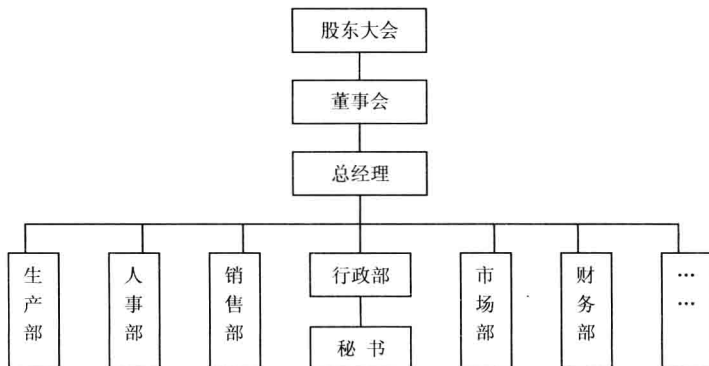 股东大会
董事会
总经理
生产部
人事部
销售部
行政部
市场部
财务部
……
秘书